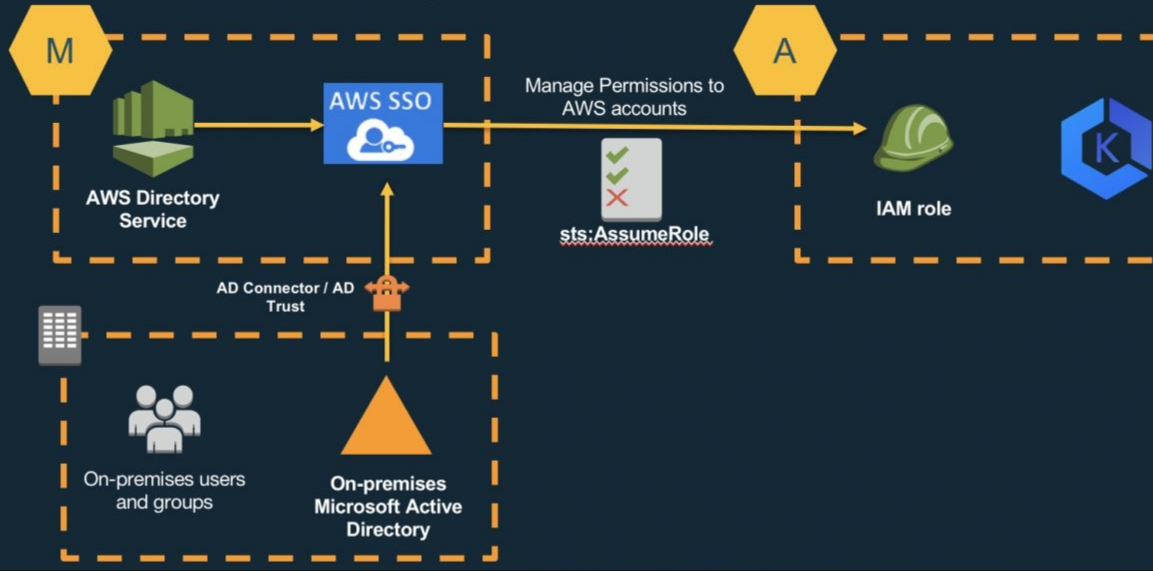 M
A
AWS SSO
Manage Permissions to
AWS accounts
K
AWS Directory
Service
sts:AssumeRole
IAM role
AD Connector / AD
Trust
On-premises users
and groups
On-premises
Microsoft Active
Directory